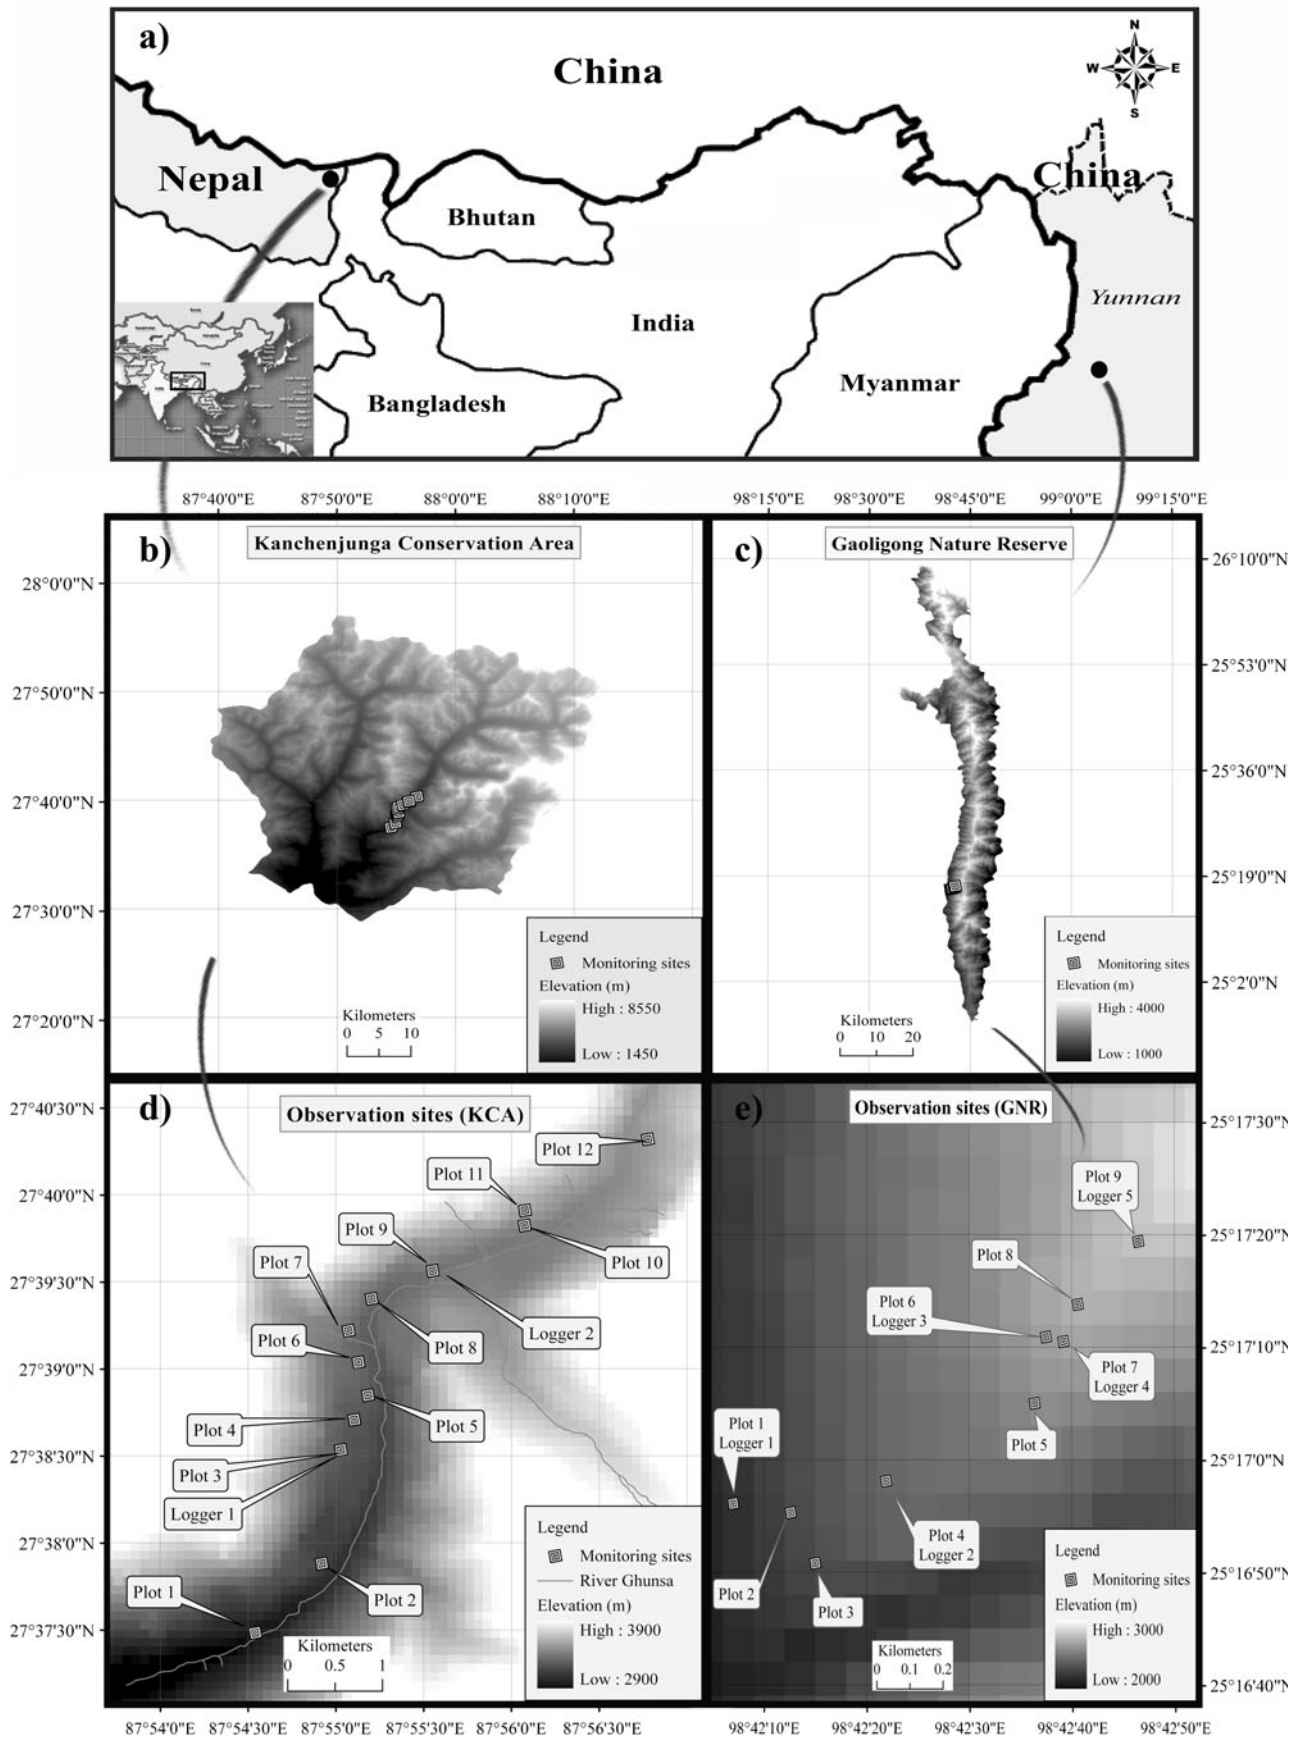 a)
China
N
W
E
S
Nepal
China
Bhutan
Yunnan
India
Myanmar
Bangladesh
87°40'0"E
87°50'0"E
88°0'0"E
88°10'0"E
98°15'0"E
98°30'0"E
98°45'0"E
99°0'0"E
99°15'0"E
b)
Kanchenjunga Conservation Area
28°0'0"N
27°50'0"N
27°40'0"N
27°30'0"N
27°20'0"N
Legend
Monitoring sites
Elevation (m)
High : 8550
Low : 1450
Kilometers
0 5 10
c)
Gaoligong Nature Reserve
26°10'0"N
25°53'0"N
25°36'0"N
25°19'0"N
25°2'0"N
Legend
Monitoring sites
Elevation (m)
High : 4000
Low : 1000
Kilometers
0 10 20
d)
Observation sites (KCA)
27°40'30"N
27°40'0"N
27°39'30"N
27°39'0"N
27°38'30"N
27°38'0"N
27°37'30"N
Plot 12
Plot 11
Plot 9
Plot 10
Plot 7
Logger 2
Plot 6
Plot 8
Plot 4
Plot 5
Plot 3
Logger 1
Plot 1
Plot 2
Legend
Monitoring sites
River Ghunsa
Elevation (m)
High : 3900
Low : 2900
Kilometers
0 0.5 1
87°54'0"E
87°54'30"E
87°55'0"E
87°55'30"E
87°56'0"E
87°56'30"E
e)
Observation sites (GNR)
25°17'30"N
25°17'20"N
25°17'10"N
25°17'0"N
25°16'50"N
25°16'40"N
Plot 9
Logger 5
Plot 8
Plot 6
Logger 3
Plot 7
Logger 4
Plot 1
Logger 1
Plot 5
Plot 4
Logger 2
Plot 2
Plot 3
Legend
Monitoring sites
Elevation (m)
High : 3000
Low : 2000
Kilometers
0 0.1 0.2
98°42'10"E
98°42'20"E
98°42'30"E
98°42'40"E
98°42'50"E